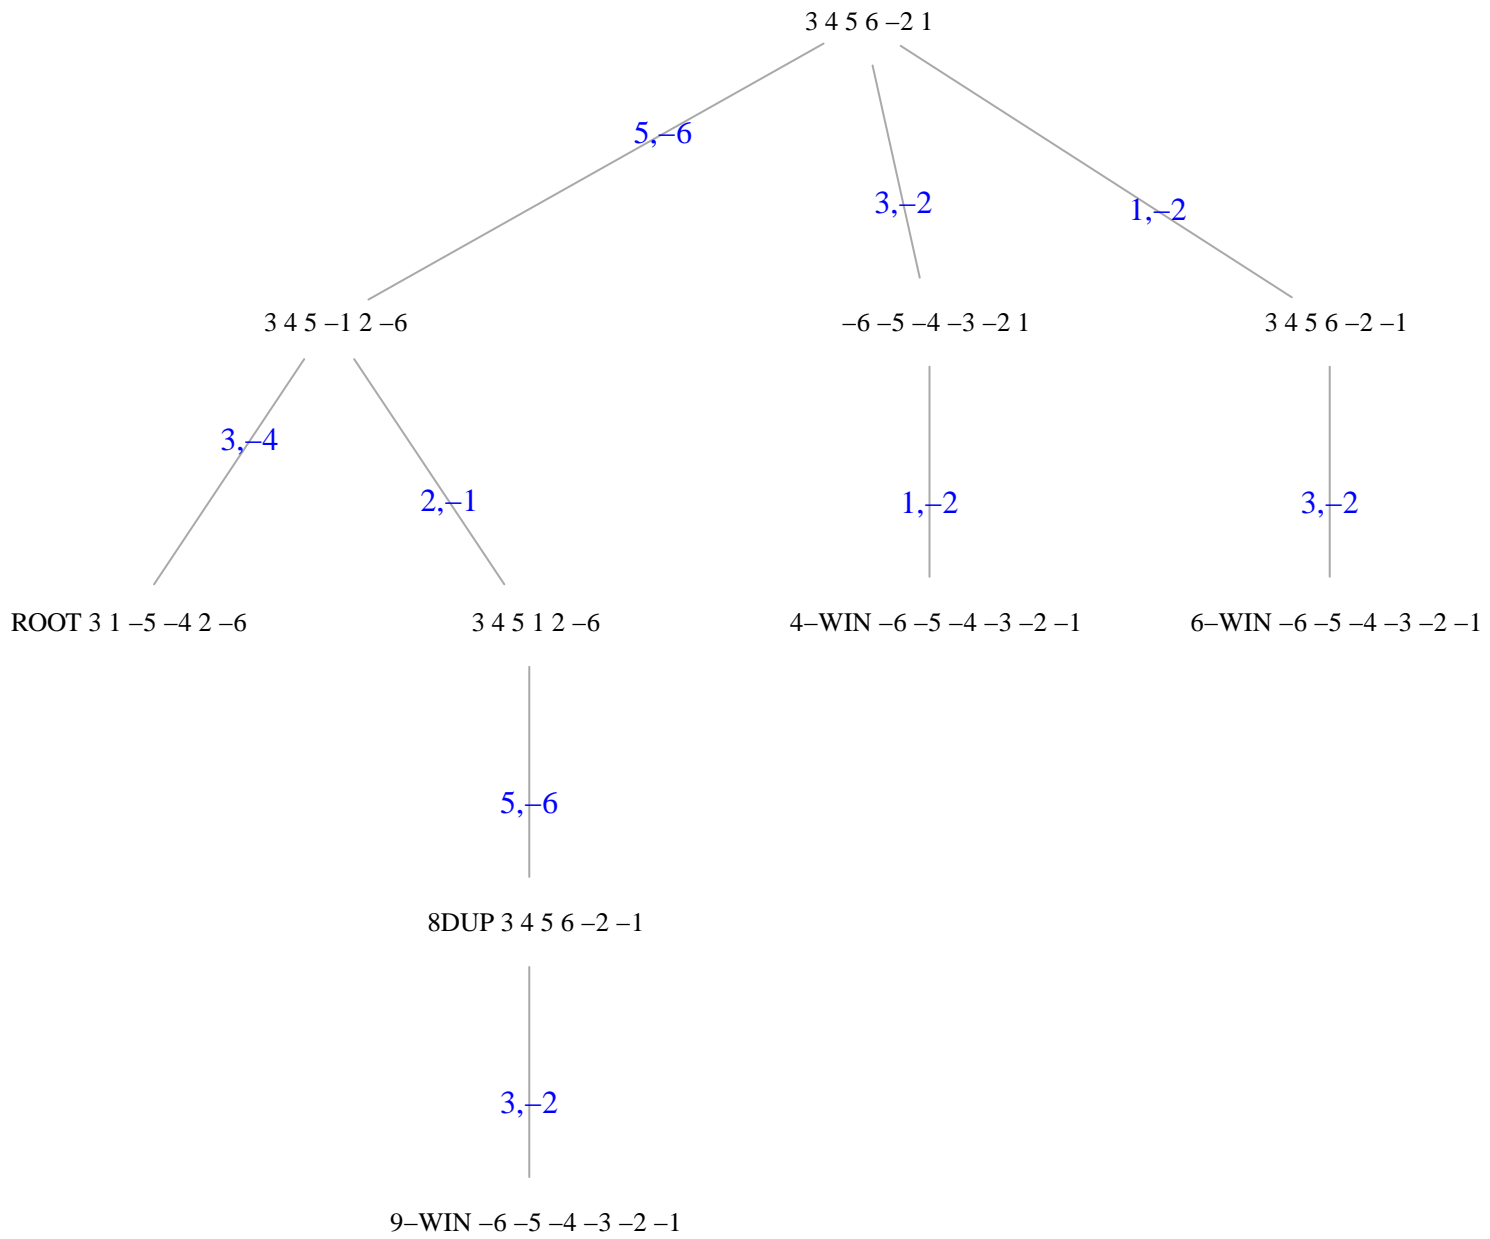 3 4 5 6 –2 1
5,–6
3,–2
1,–2
3 4 5 –1 2 –6
–6 –5 –4 –3 –2 1
3 4 5 6 –2 –1
3,–4
2,–1
1,–2
3,–2
ROOT 3 1 –5 –4 2 –6
3 4 5 1 2 –6
4–WIN –6 –5 –4 –3 –2 –1
6–WIN –6 –5 –4 –3 –2 –1
5,–6
8DUP 3 4 5 6 –2 –1
3,–2
9–WIN –6 –5 –4 –3 –2 –1